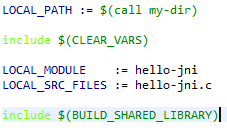 LOCAL_PATH := $(call my-dir)
include $(CLEAR_VARS)
LOCAL_MODULE    := hello-jni
LOCAL_SRC_FILES := hello-jni.c
include $(BUILD_SHARED_LIBRARY)